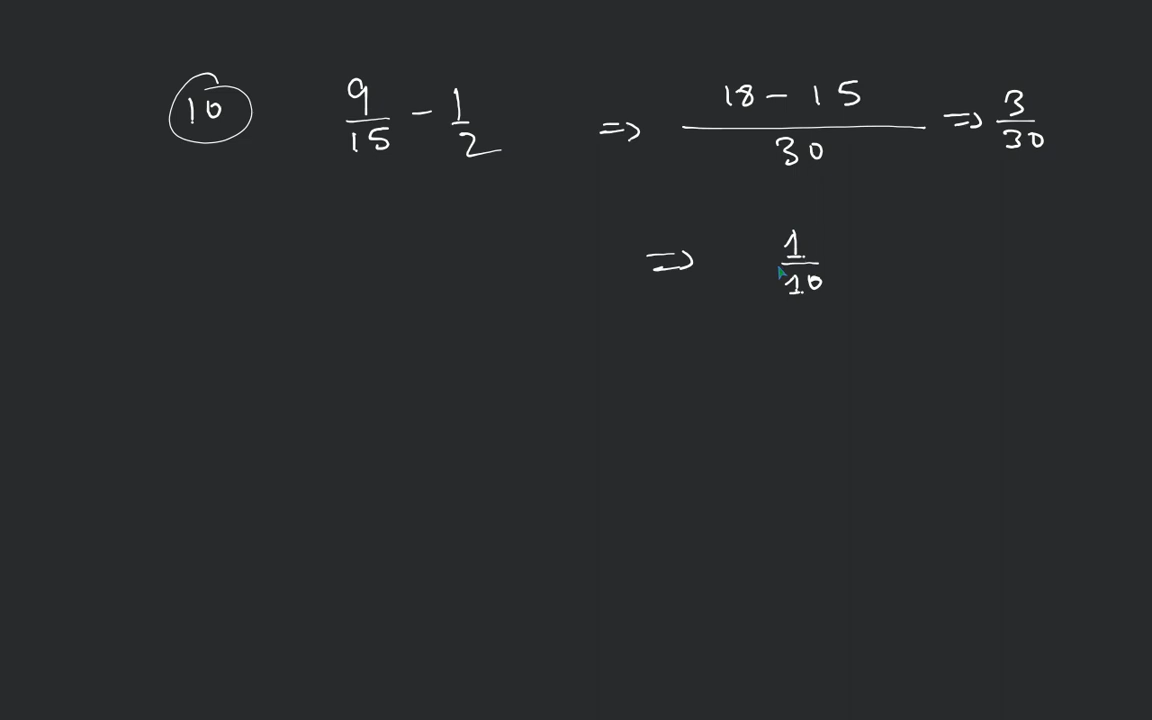 10 9/15 - 1/2 => 18 - 15/30 => 3/30
=> 1/10